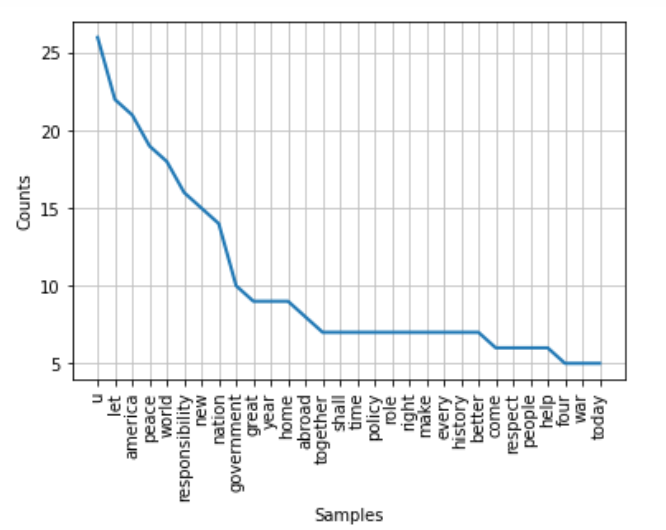 25
20
15
10
5
Counts
u
let
america
peace
world
responsibility
new
nation
government
great
year
home
abroad
together
shall
time
policy
role
right
make
every
history
better
come
respect
people
help
four
war
today
Samples